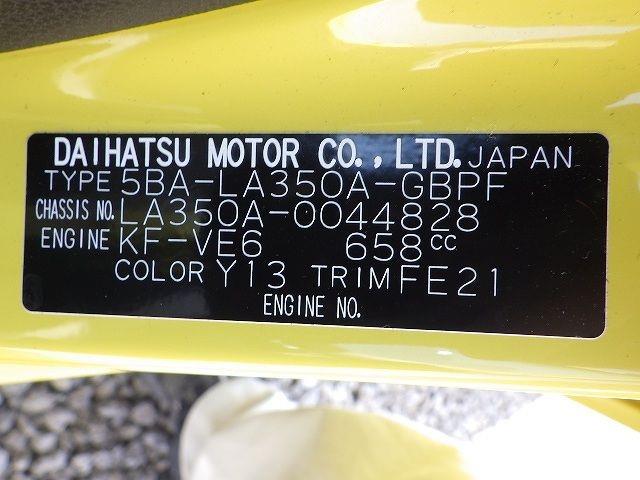 DAIHATSU MOTOR CO., LTD. JAPAN
TYPE 5BA-LA350A-GBPF
CHASSIS NO. LA350A-0044828
ENGINE KF-VE6 658cc
COLOR Y13 TRIM FE21
ENGINE NO.